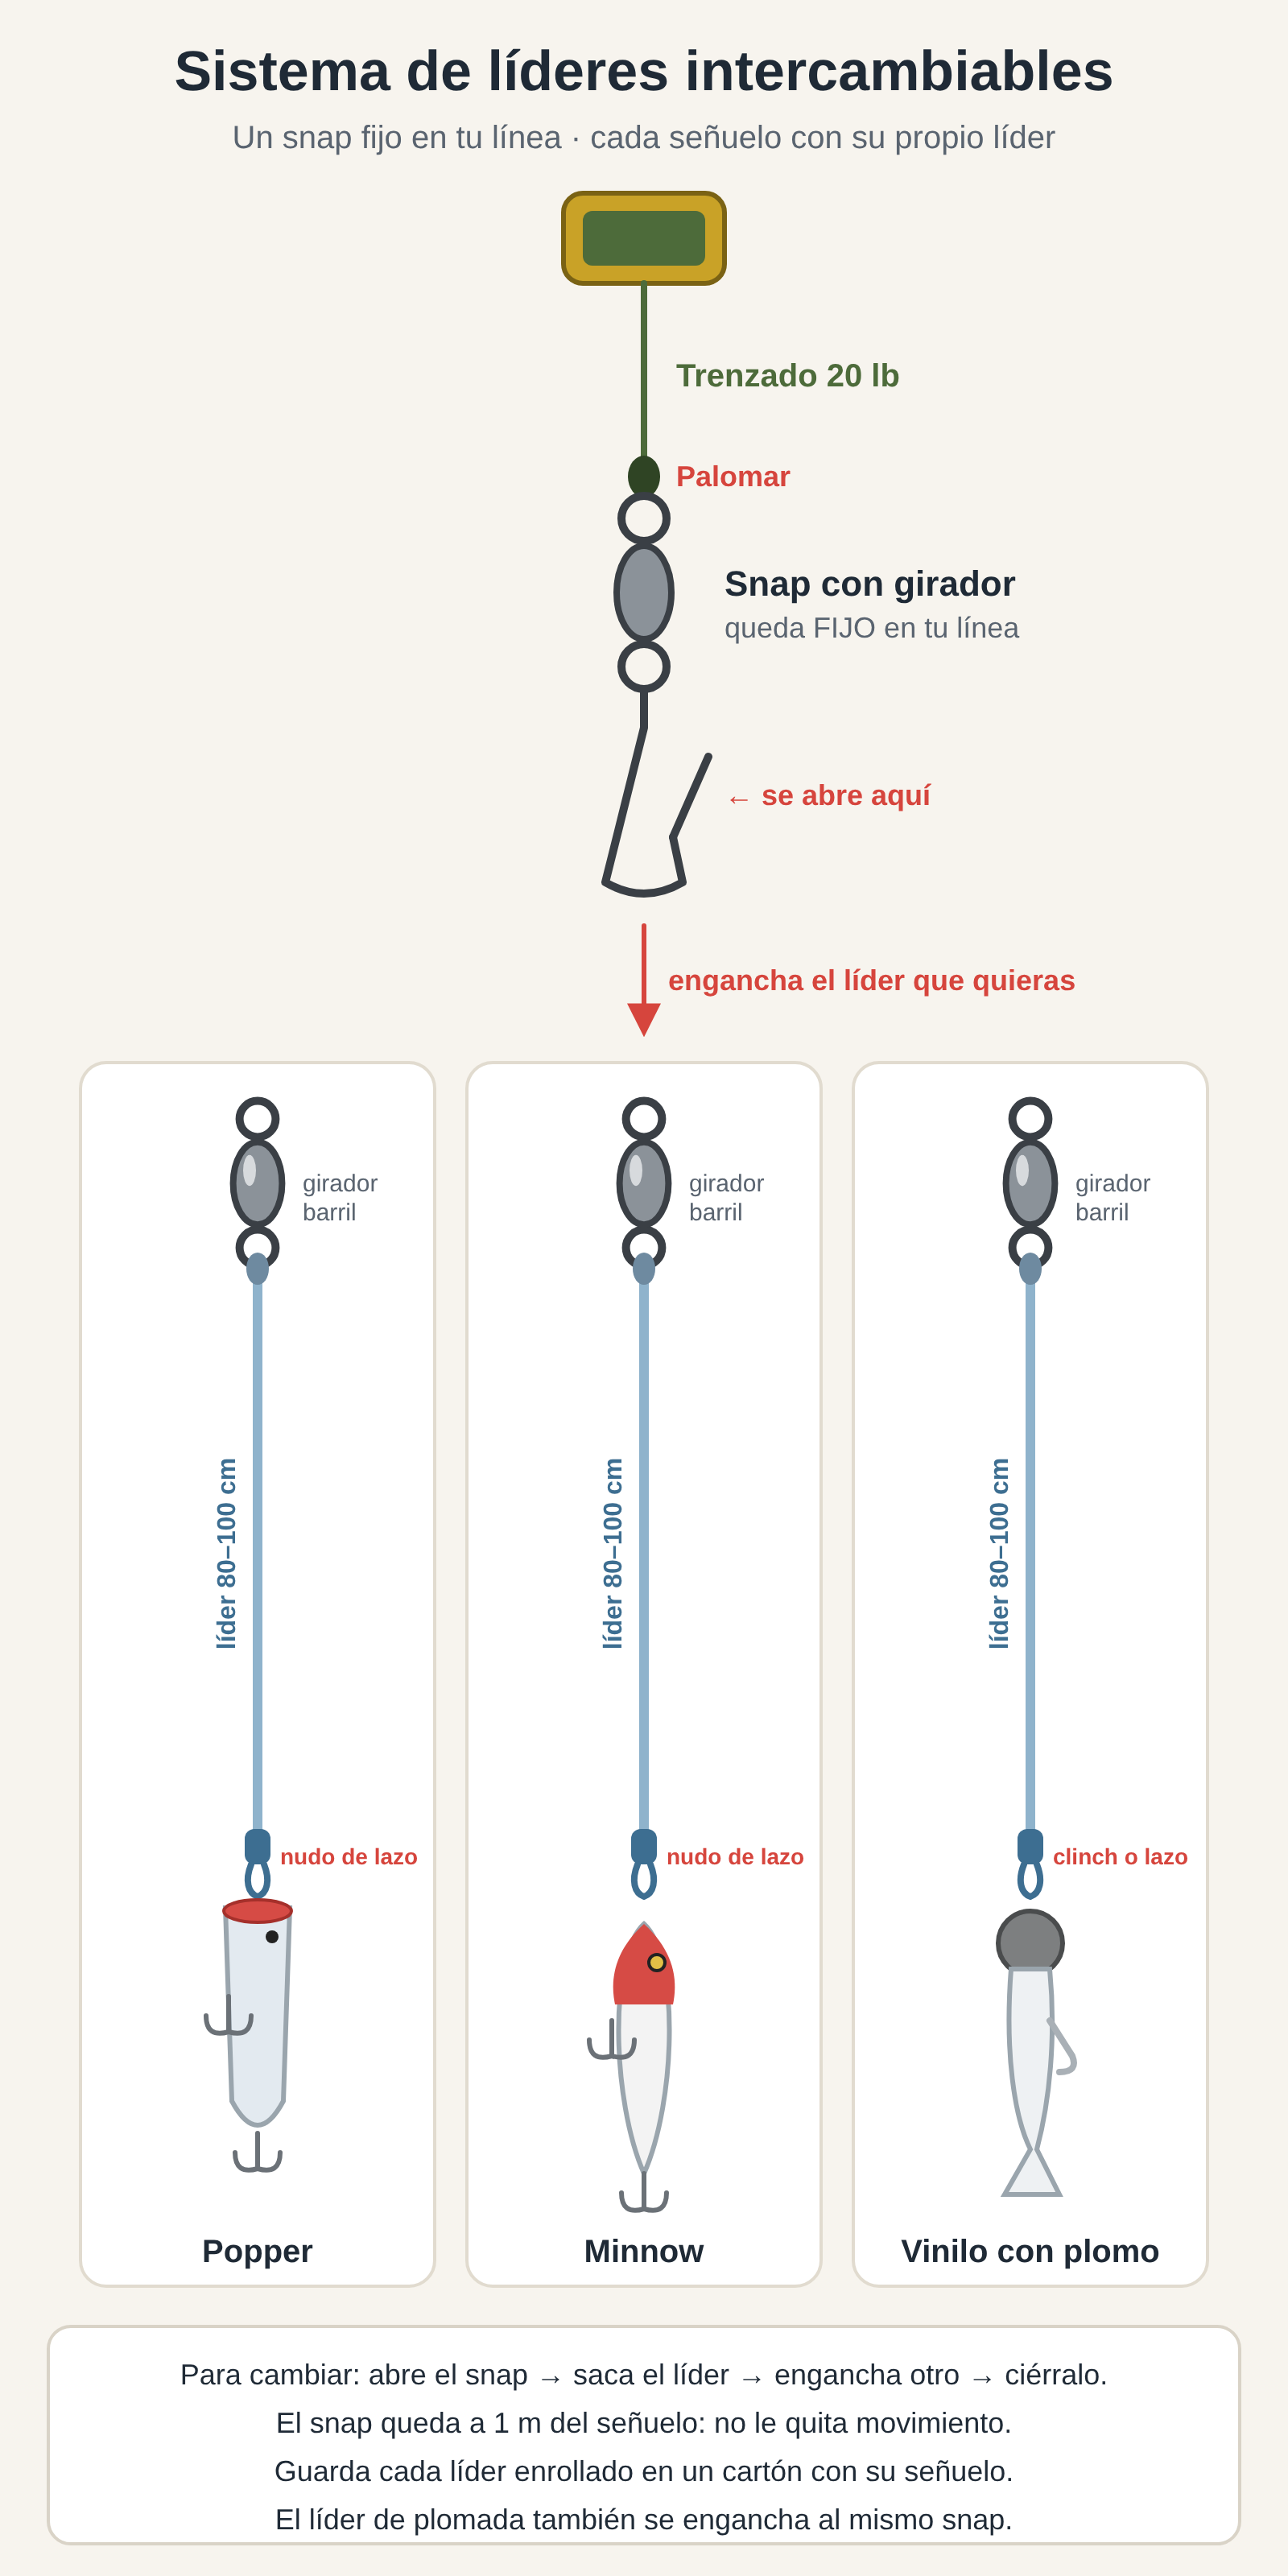 Sistema de líderes intercambiables
Un snap fijo en tu línea · cada señuelo con su propio líder
Trenzado 20 lb
Palomar
Snap con girador
queda FIJO en tu línea
← se abre aquí
engancha el líder que quieras
girador
barril
girador
barril
girador
barril
líder 80–100 cm
líder 80–100 cm
líder 80–100 cm
nudo de lazo
nudo de lazo
clinch o lazo
Popper
Minnow
Vinilo con plomo
Para cambiar: abre el snap → saca el líder → engancha otro → ciérralo.
El snap queda a 1 m del señuelo: no le quita movimiento.
Guarda cada líder enrollado en un cartón con su señuelo.
El líder de plomada también se engancha al mismo snap.